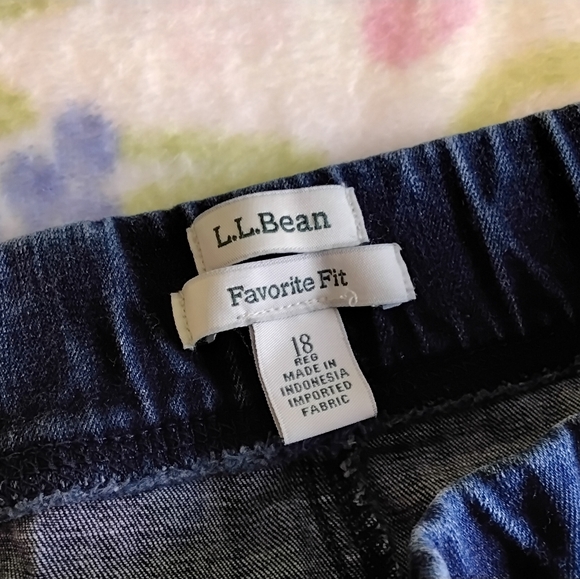 L.L.Bean
Favorite Fit
18
REG
MADE IN
INDONESIA
IMPORTED
FABRIC